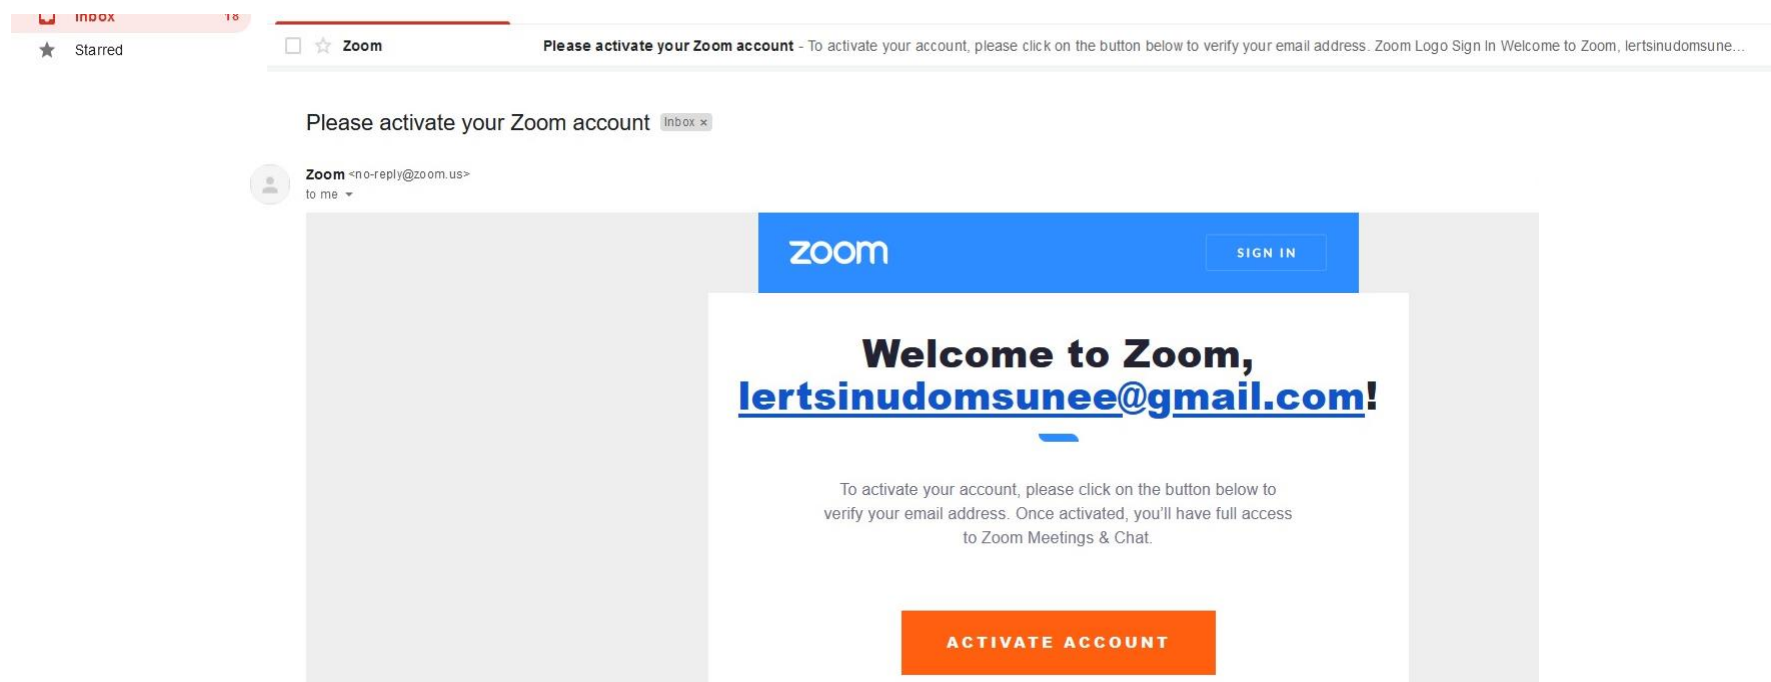 Inbox 18
Starred
Zoom Please activate your Zoom account - To activate your account, please click on the button below to verify your email address. Zoom Logo Sign In Welcome to Zoom, lertsinudomsune...
Please activate your Zoom account Inbox ×
Zoom <no-reply@zoom.us>
to me
zoom SIGN IN
Welcome to Zoom,
lertsinudomsunee@gmail.com!
To activate your account, please click on the button below to
verify your email address. Once activated, you'll have full access
to Zoom Meetings & Chat.
ACTIVATE ACCOUNT